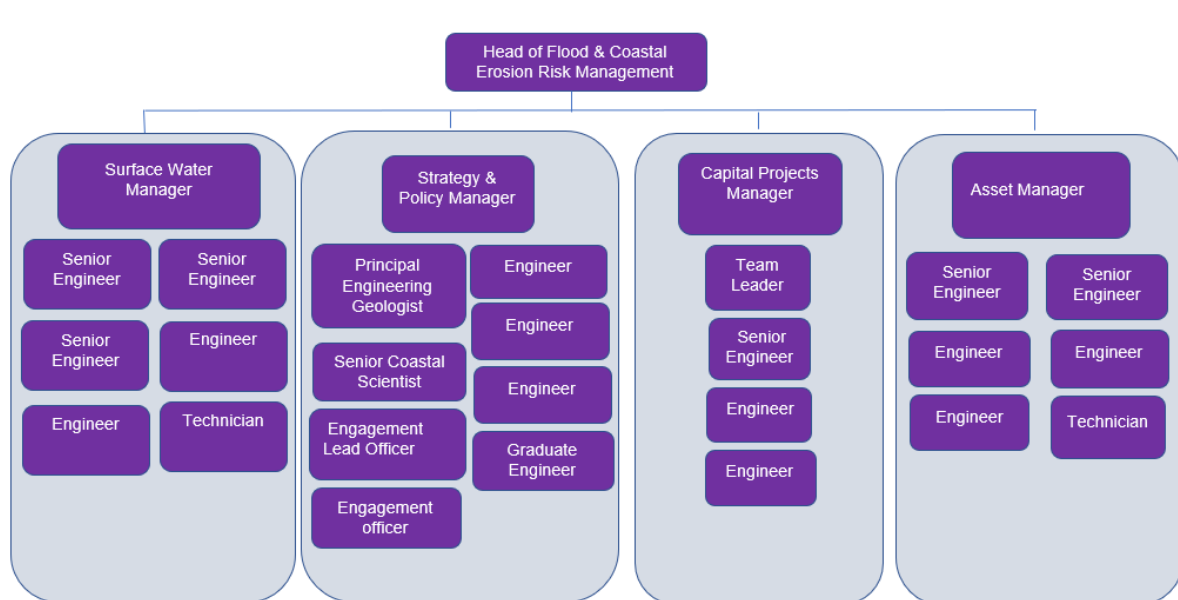 Head of Flood & Coastal
Erosion Risk Management
Surface Water
Manager
Senior
Engineer
Senior
Engineer
Senior
Engineer
Engineer
Engineer
Technician
Strategy &
Policy Manager
Principal
Engineering
Geologist
Senior Coastal
Scientist
Engagement
Lead Officer
Engagement
officer
Engineer
Engineer
Engineer
Graduate
Engineer
Capital Projects
Manager
Team
Leader
Senior
Engineer
Engineer
Engineer
Asset Manager
Senior
Engineer
Senior
Engineer
Engineer
Engineer
Engineer
Technician